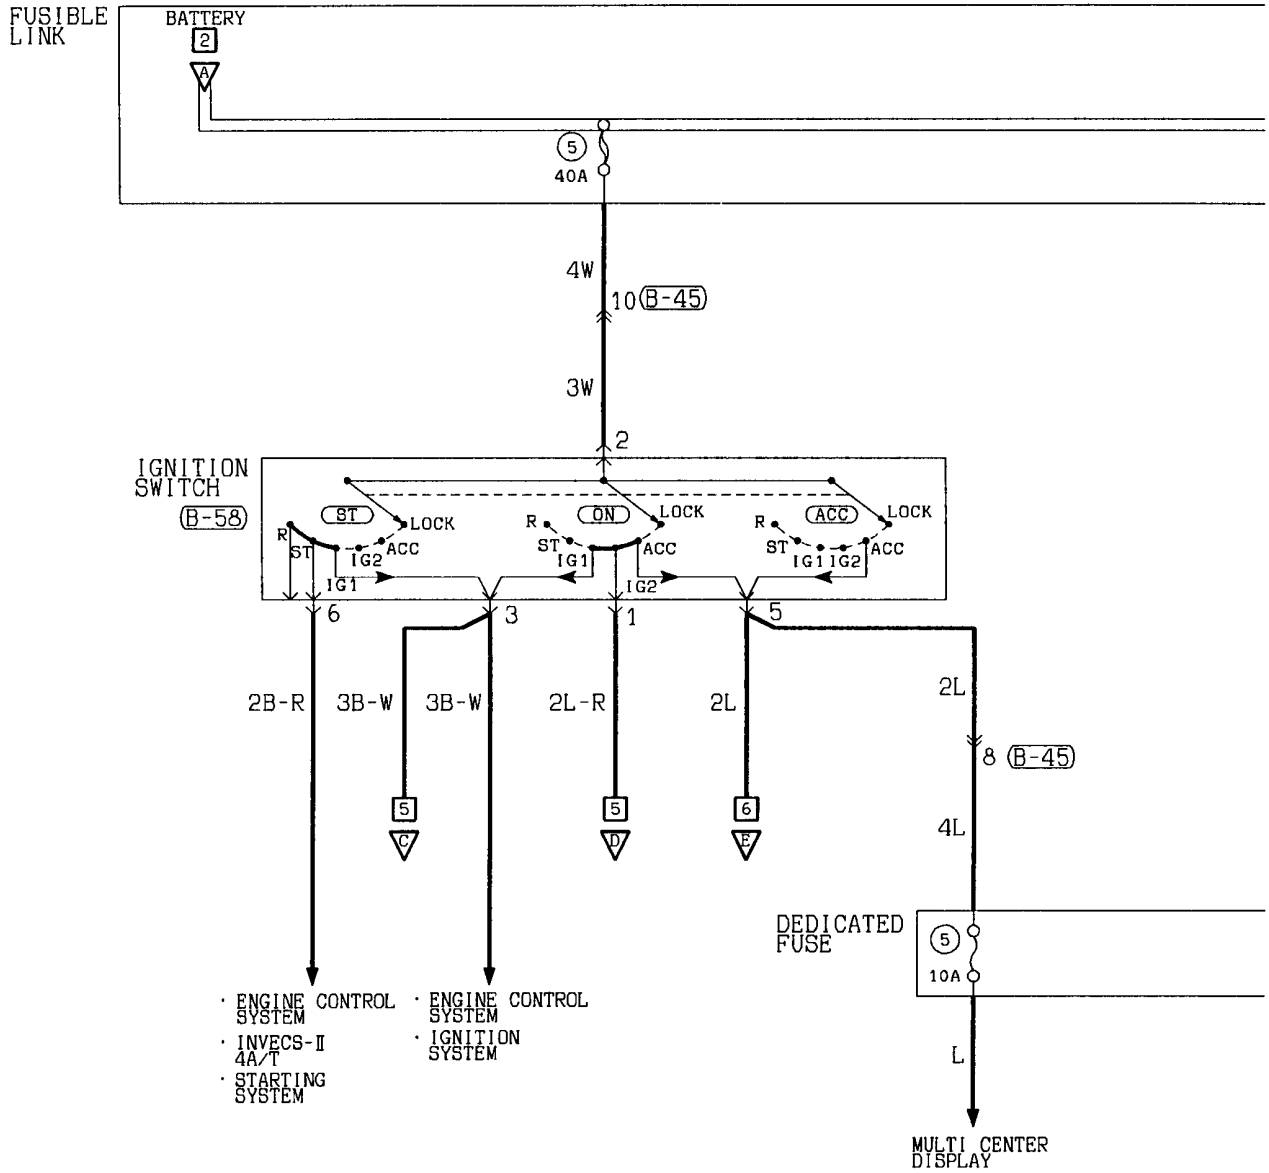 FUSIBLE
LINK
BATTERY
2
A
5
40A
4W
10 B-45
3W
2
IGNITION
SWITCH
B-58
ST
LOCK
R
ST
IG1
IG2
ACC
ON
LOCK
R
ST
IG1
IG2
ACC
ACC
LOCK
R
ST
IG1
IG2
ACC
6
3
1
5
2B-R
3B-W
3B-W
2L-R
2L
2L
8 B-45
5
C
5
D
6
E
4L
DEDICATED
FUSE
5
10A
· ENGINE CONTROL
SYSTEM
· INVECS-Ⅱ
4A/T
· STARTING
SYSTEM
· ENGINE CONTROL
SYSTEM
· IGNITION
SYSTEM
L
MULTI CENTER
DISPLAY